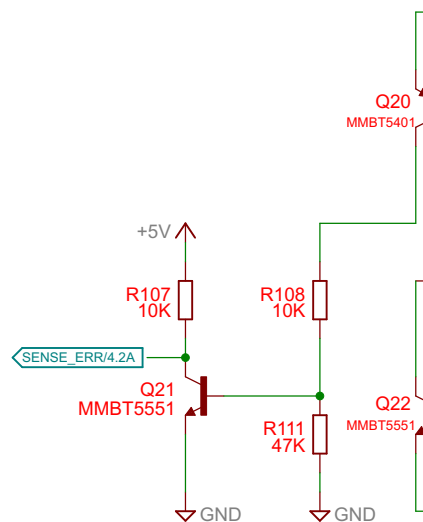 Q20
MMBT5401
+5V
R107
10K
R108
10K
SENSE_ERR/4.2A
Q21
MMBT5551
Q22
MMBT5551
R111
47K
GND
GND